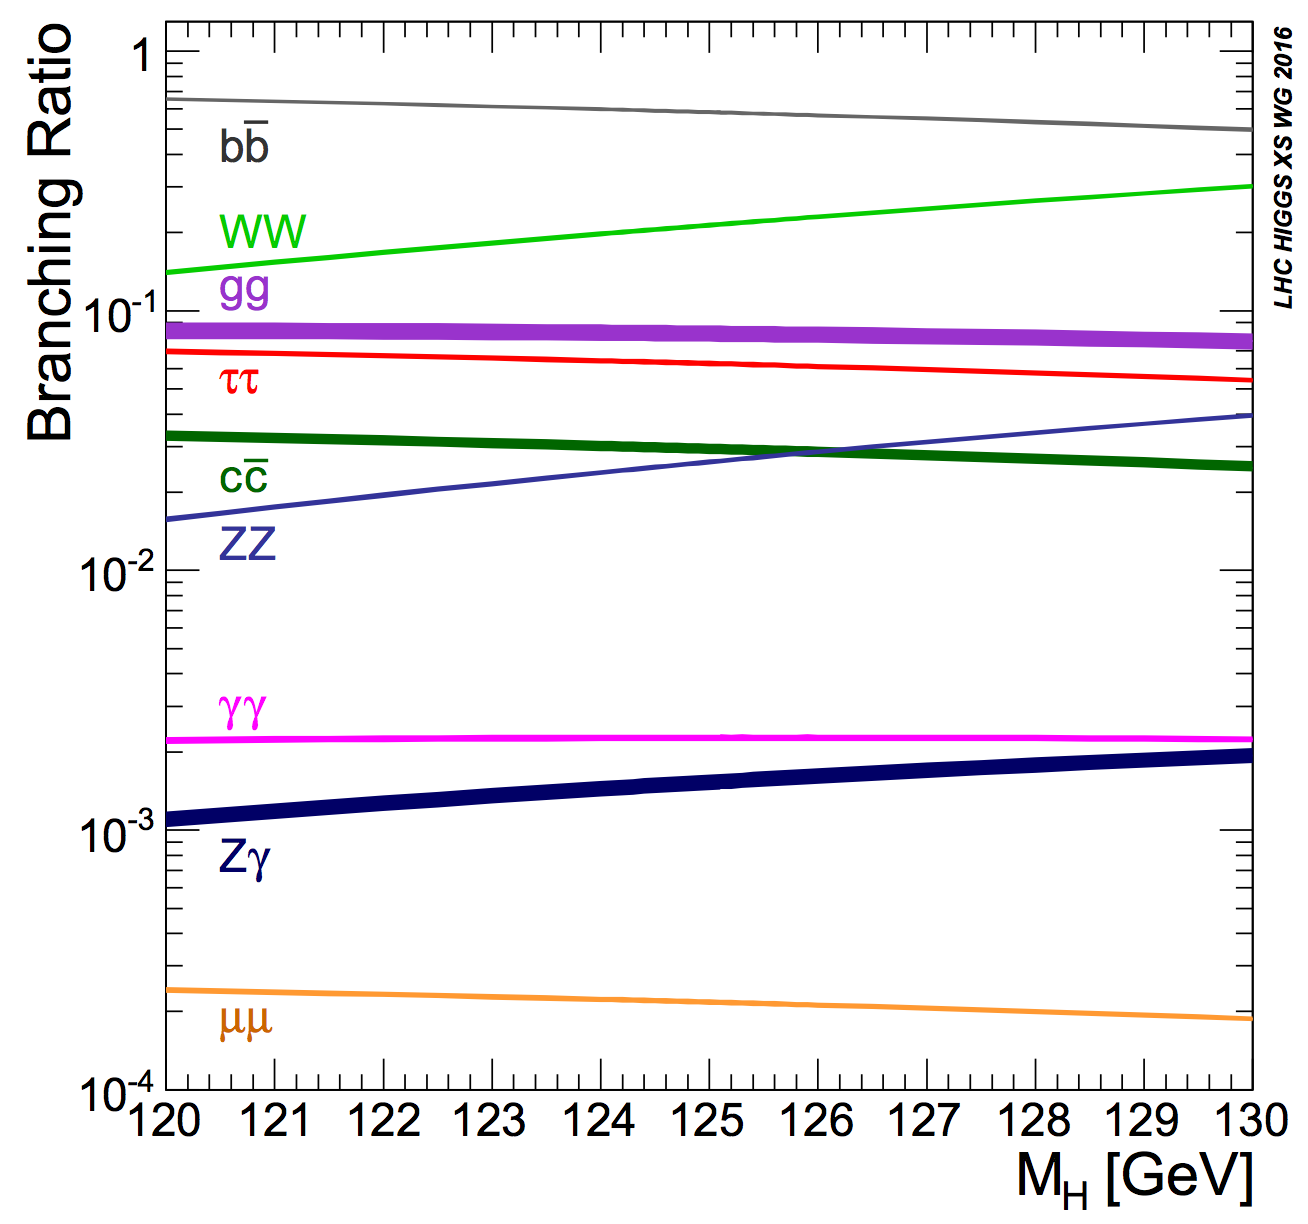 Branching Ratio
1
10⁻¹
10⁻²
10⁻³
10⁻⁴
bb̅
WW
gg
ττ
cc̅
ZZ
γγ
Zγ
μμ
120 121 122 123 124 125 126 127 128 129 130
M_H [GeV]
LHC HIGGS XS WG 2016